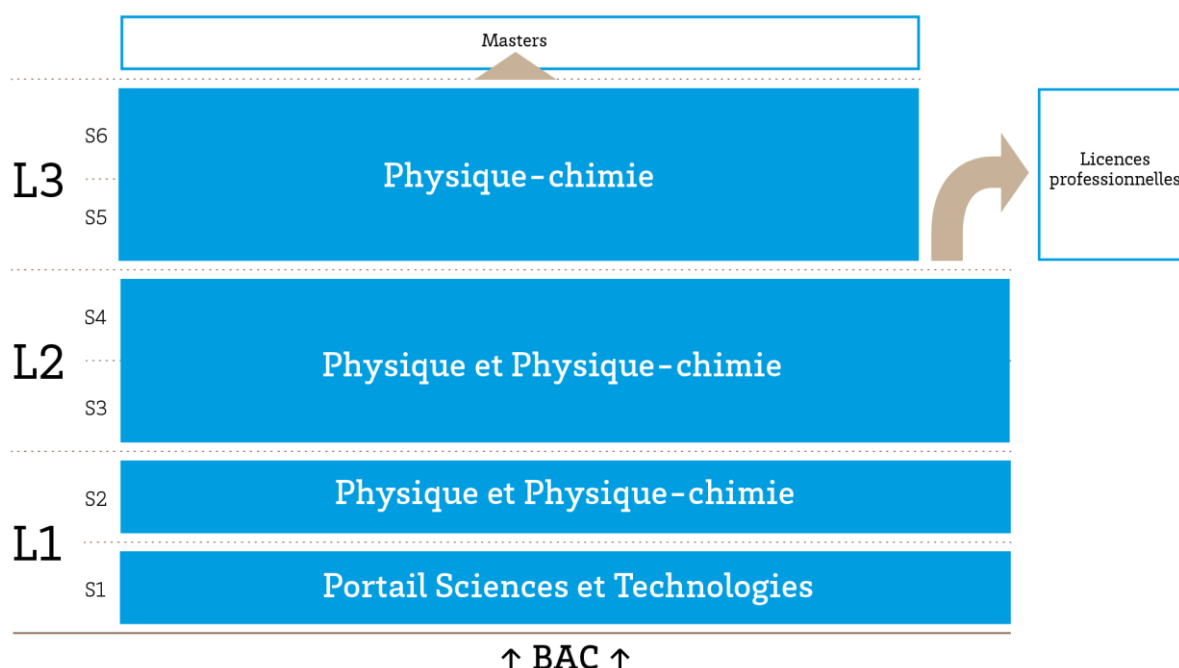 Masters
L3
S6
Physique-chimie
S5
Licences
professionnelles
L2
S4
Physique et Physique-chimie
S3
L1
S2
Physique et Physique-chimie
S1
Portail Sciences et Technologies
↑ BAC ↑